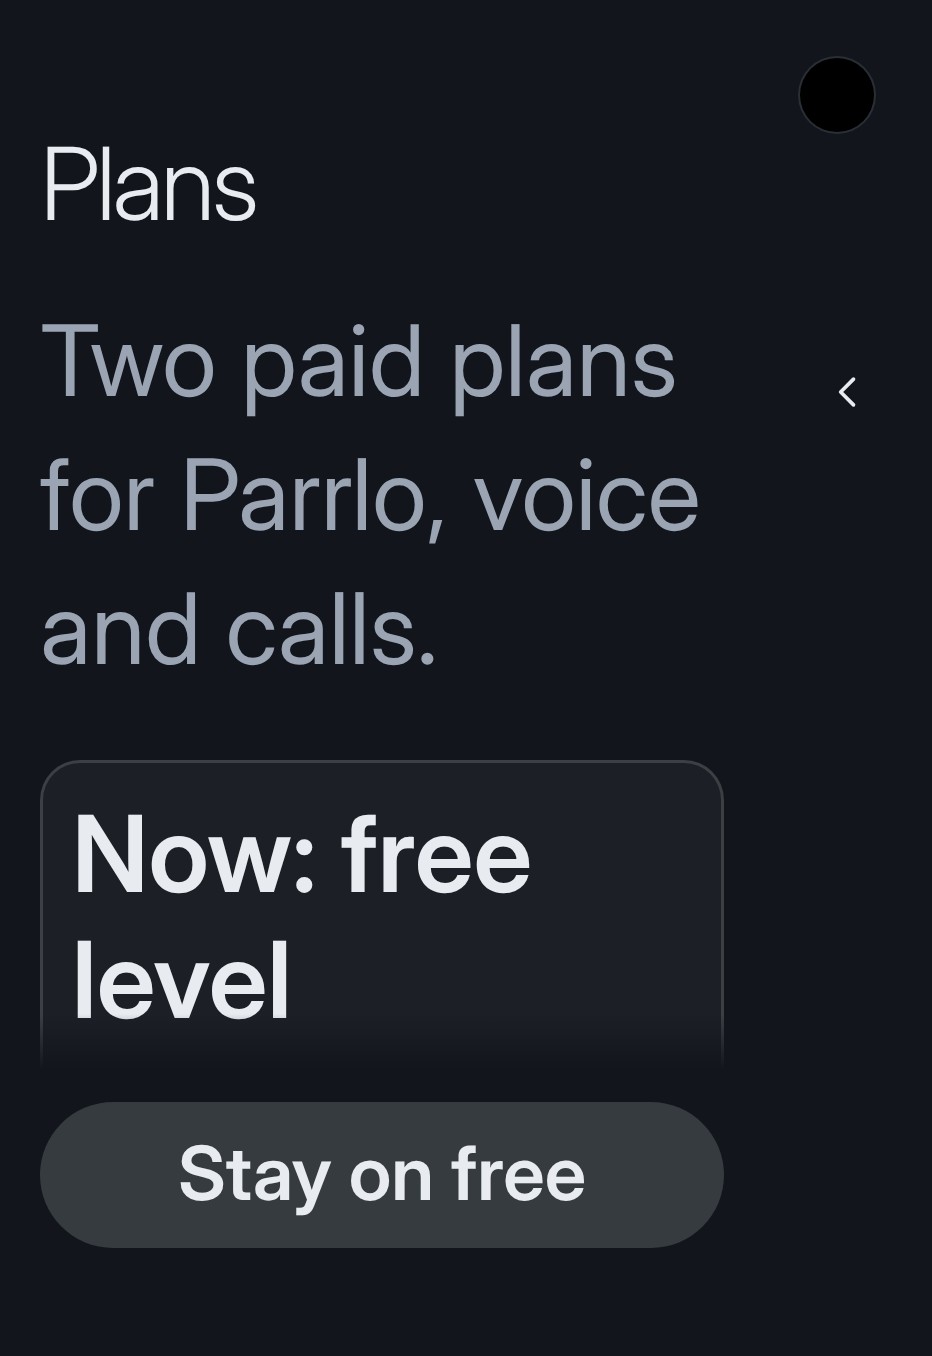 Plans
Two paid plans
for Parrlo, voice
and calls.
Now: free
level
Stay on free